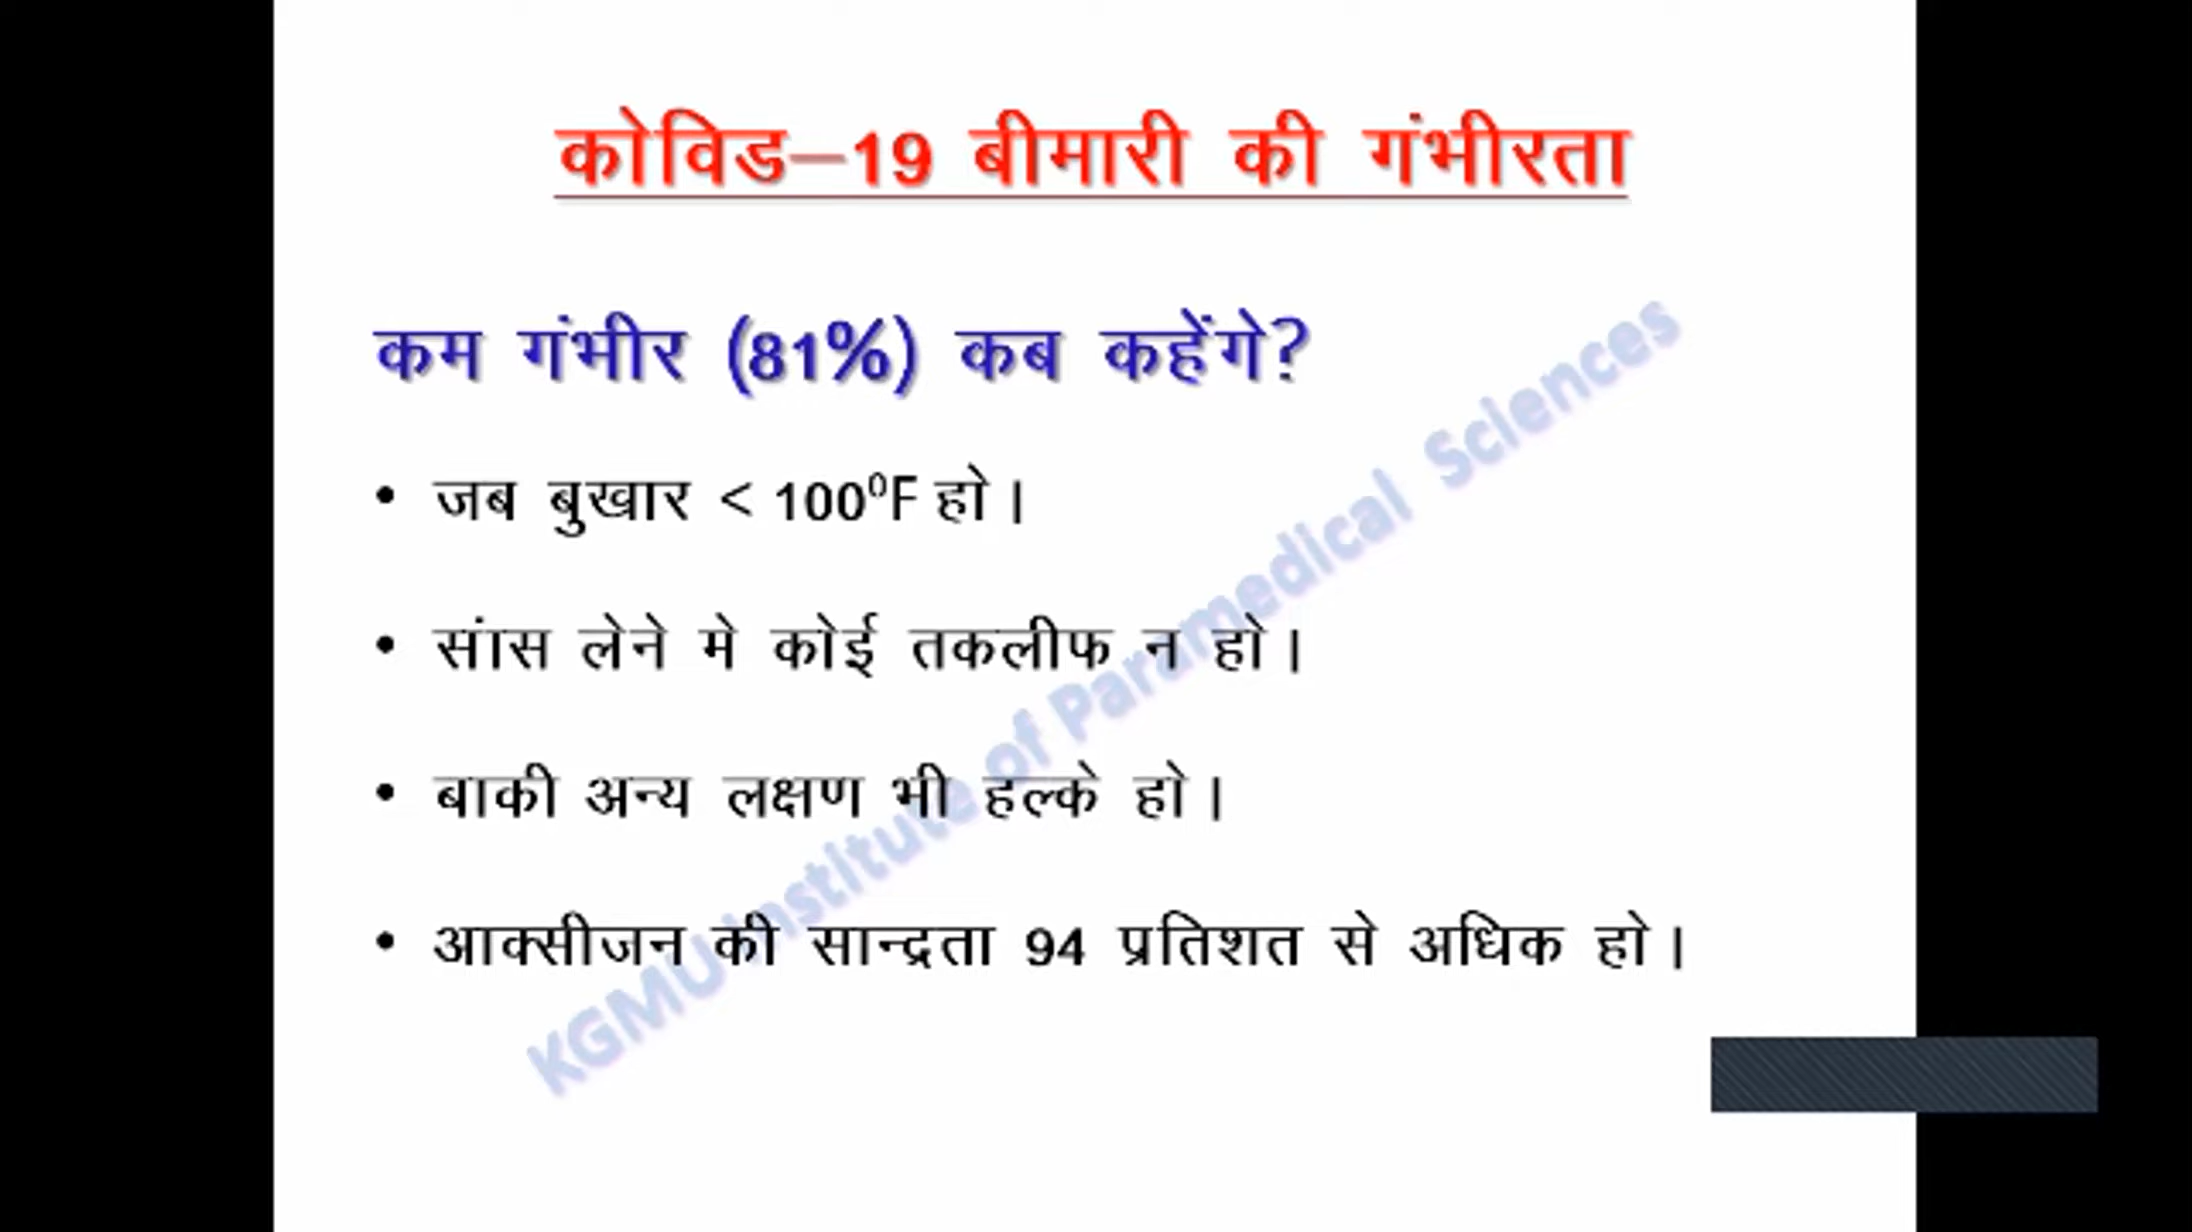 कोविड–19 बीमारी की गंभीरता
कम गंभीर (81%) कब कहेंगे?
• जब बुखार < 100⁰F हो।
• सांस लेने मे कोई तकलीफ न हो।
• बाकी अन्य लक्षण भी हल्के हो।
• आक्सीजन की सान्द्रता 94 प्रतिशत से अधिक हो।
KGMU Institute of Paramedical Sciences